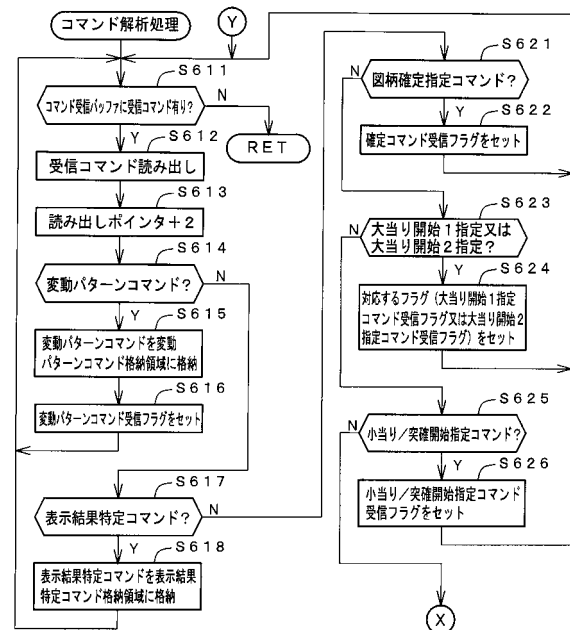 コマンド解析処理
Y
S611
コマンド受信バッファに受信コマンド有り?
N
Y
RET
S612
受信コマンド読み出し
S613
読み出しポインタ+2
S614
変動パターンコマンド?
N
Y
S615
変動パターンコマンドを変動
パターンコマンド格納領域に格納
S616
変動パターンコマンド受信フラグをセット
S617
表示結果特定コマンド?
N
Y
S618
表示結果特定コマンドを表示結果
特定コマンド格納領域に格納
S621
N
図柄確定指定コマンド?
Y
S622
確定コマンド受信フラグをセット
S623
N
大当り開始1指定又は
大当り開始2指定?
Y
S624
対応するフラグ(大当り開始1指定
コマンド受信フラグ又は大当り開始2
指定コマンド受信フラグ)をセット
S625
N
小当り/突確開始指定コマンド?
Y
S626
小当り/突確開始指定コマンド
受信フラグをセット
X